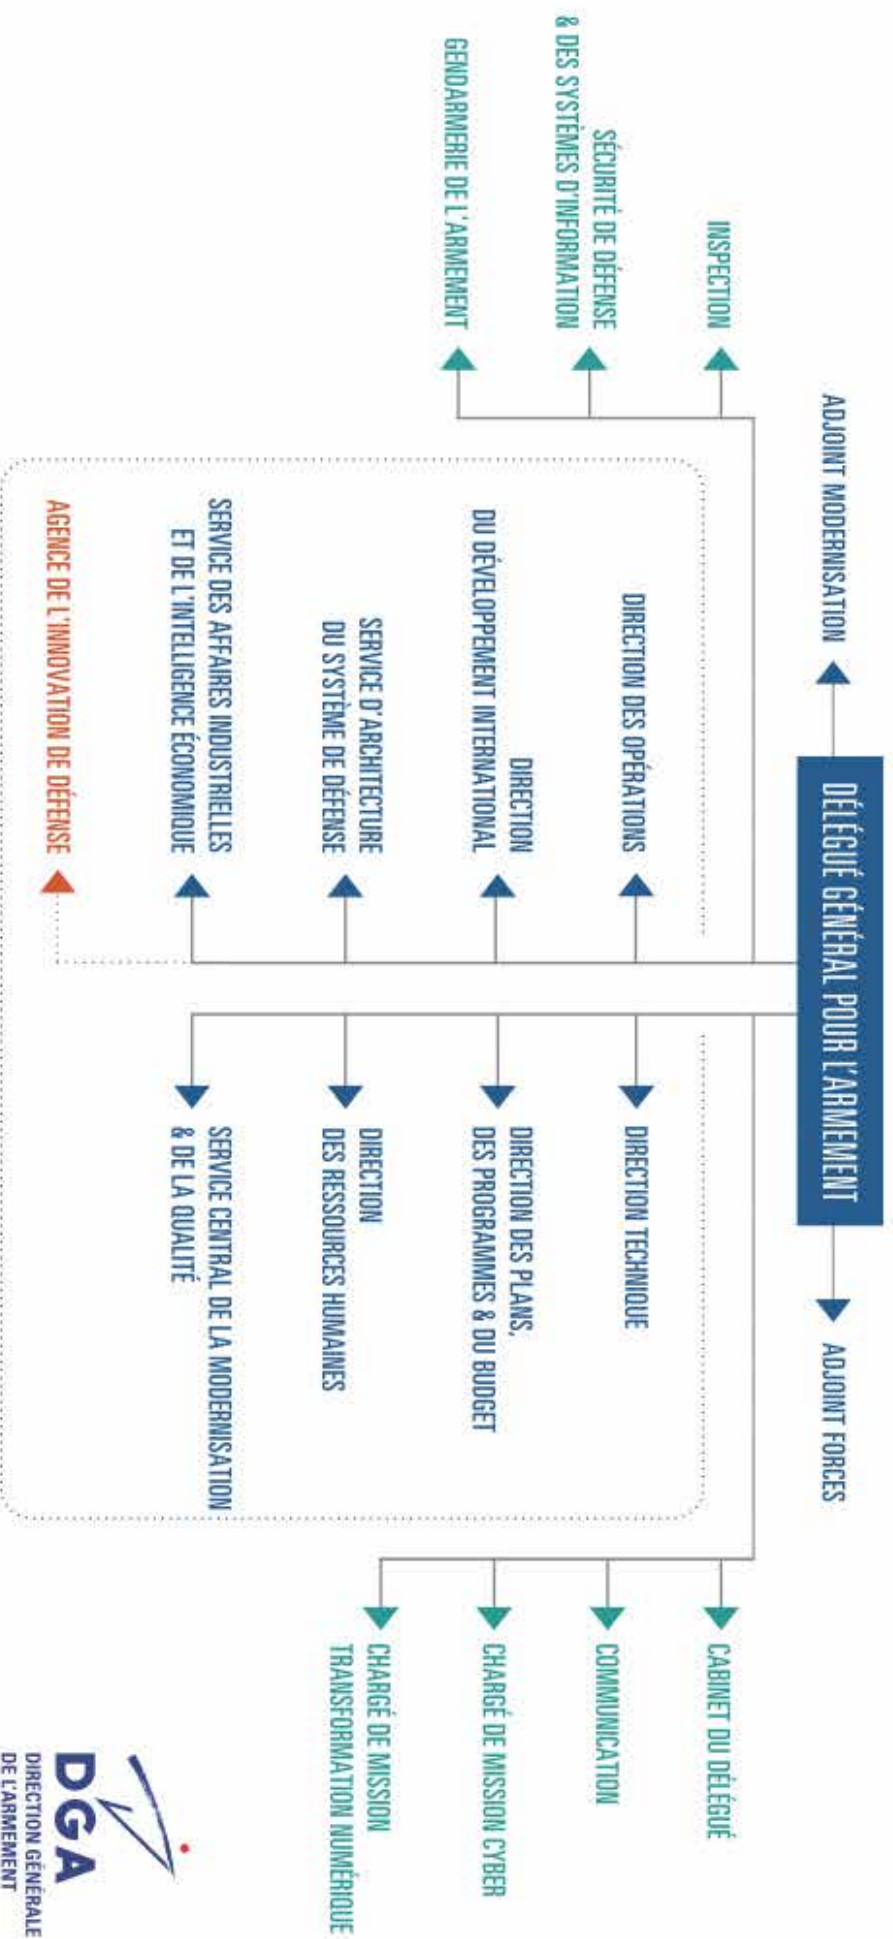 DÉLÉGUÉ GÉNÉRAL POUR L'ARMEMENT
ADJOINT MODERNISATION
ADJOINT FORCES
INSPECTION
SÉCURITÉ DE DÉFENSE
& DES SYSTÈMES D'INFORMATION
GENDARMERIE DE L'ARMEMENT
DIRECTION DES OPÉRATIONS
DIRECTION
DU DÉVELOPPEMENT INTERNATIONAL
SERVICE D'ARCHITECTURE
DU SYSTÈME DE DÉFENSE
SERVICE DES AFFAIRES INDUSTRIELLES
ET DE L'INTELLIGENCE ÉCONOMIQUE
AGENCE DE L'INNOVATION DE DÉFENSE
DIRECTION TECHNIQUE
DIRECTION DES PLANS,
DES PROGRAMMES & DU BUDGET
DIRECTION
DES RESSOURCES HUMAINES
SERVICE CENTRAL DE LA MODERNISATION
& DE LA QUALITÉ
CABINET DU DÉLÉGUÉ
COMMUNICATION
CHARGÉ DE MISSION CYBER
CHARGÉ DE MISSION
TRANSFORMATION NUMÉRIQUE
DGA
DIRECTION GÉNÉRALE
DE L'ARMEMENT